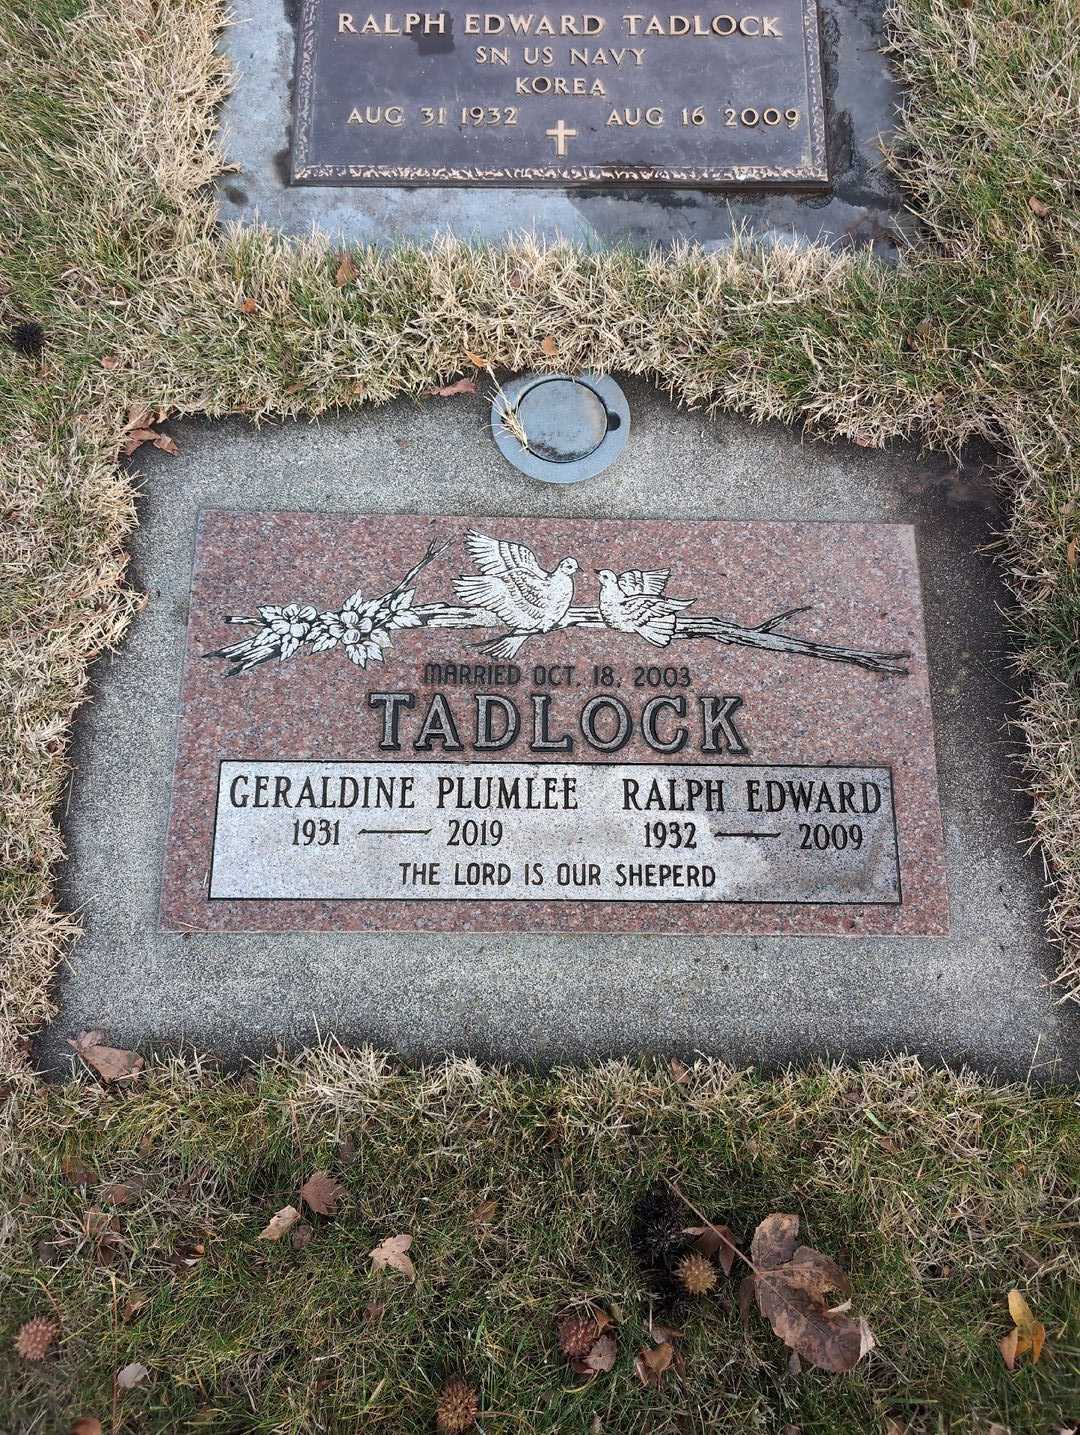 RALPH EDWARD TADLOCK
SN US NAVY
KOREA
AUG 31 1932 AUG 16 2009
MARRIED OCT. 18, 2003
TADLOCK
GERALDINE PLUMLEE RALPH EDWARD
1931 — 2019 1932 — 2009
THE LORD IS OUR SHEPERD